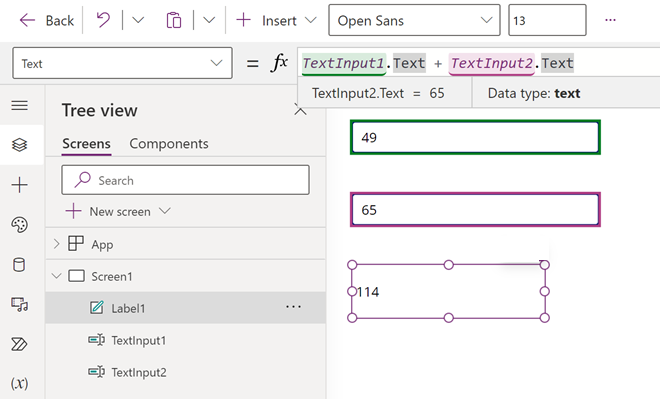 Back Insert Open Sans 13 ...
Text = fx TextInput1.Text + TextInput2.Text
TextInput2.Text = 65 Data type: text
Tree view
Screens Components
Search
New screen
App
Screen1
Label1 ...
TextInput1
TextInput2
(x)
49
65
114